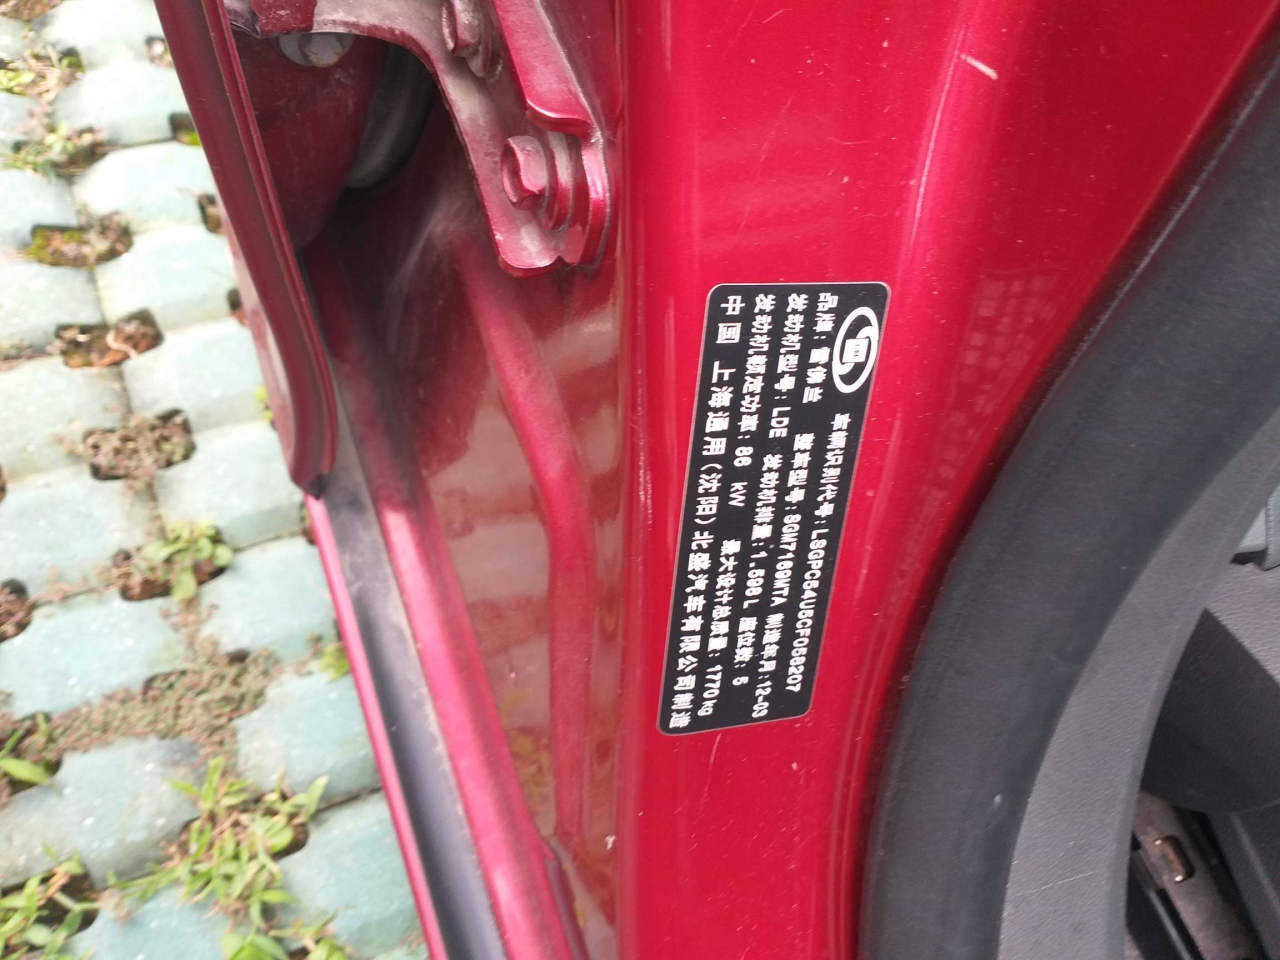 车辆识别代号:LSGPC54U5CF058207
品牌:雪佛兰 整车型号:SGM7169MTA 制造年月:12-03
发动机型号:LDE 发动机排量:1.598 L 座位数:5
发动机额定功率:86 kW 最大设计总质量:1770kg
中国 上海通用(沈阳)北盛汽车有限公司制造